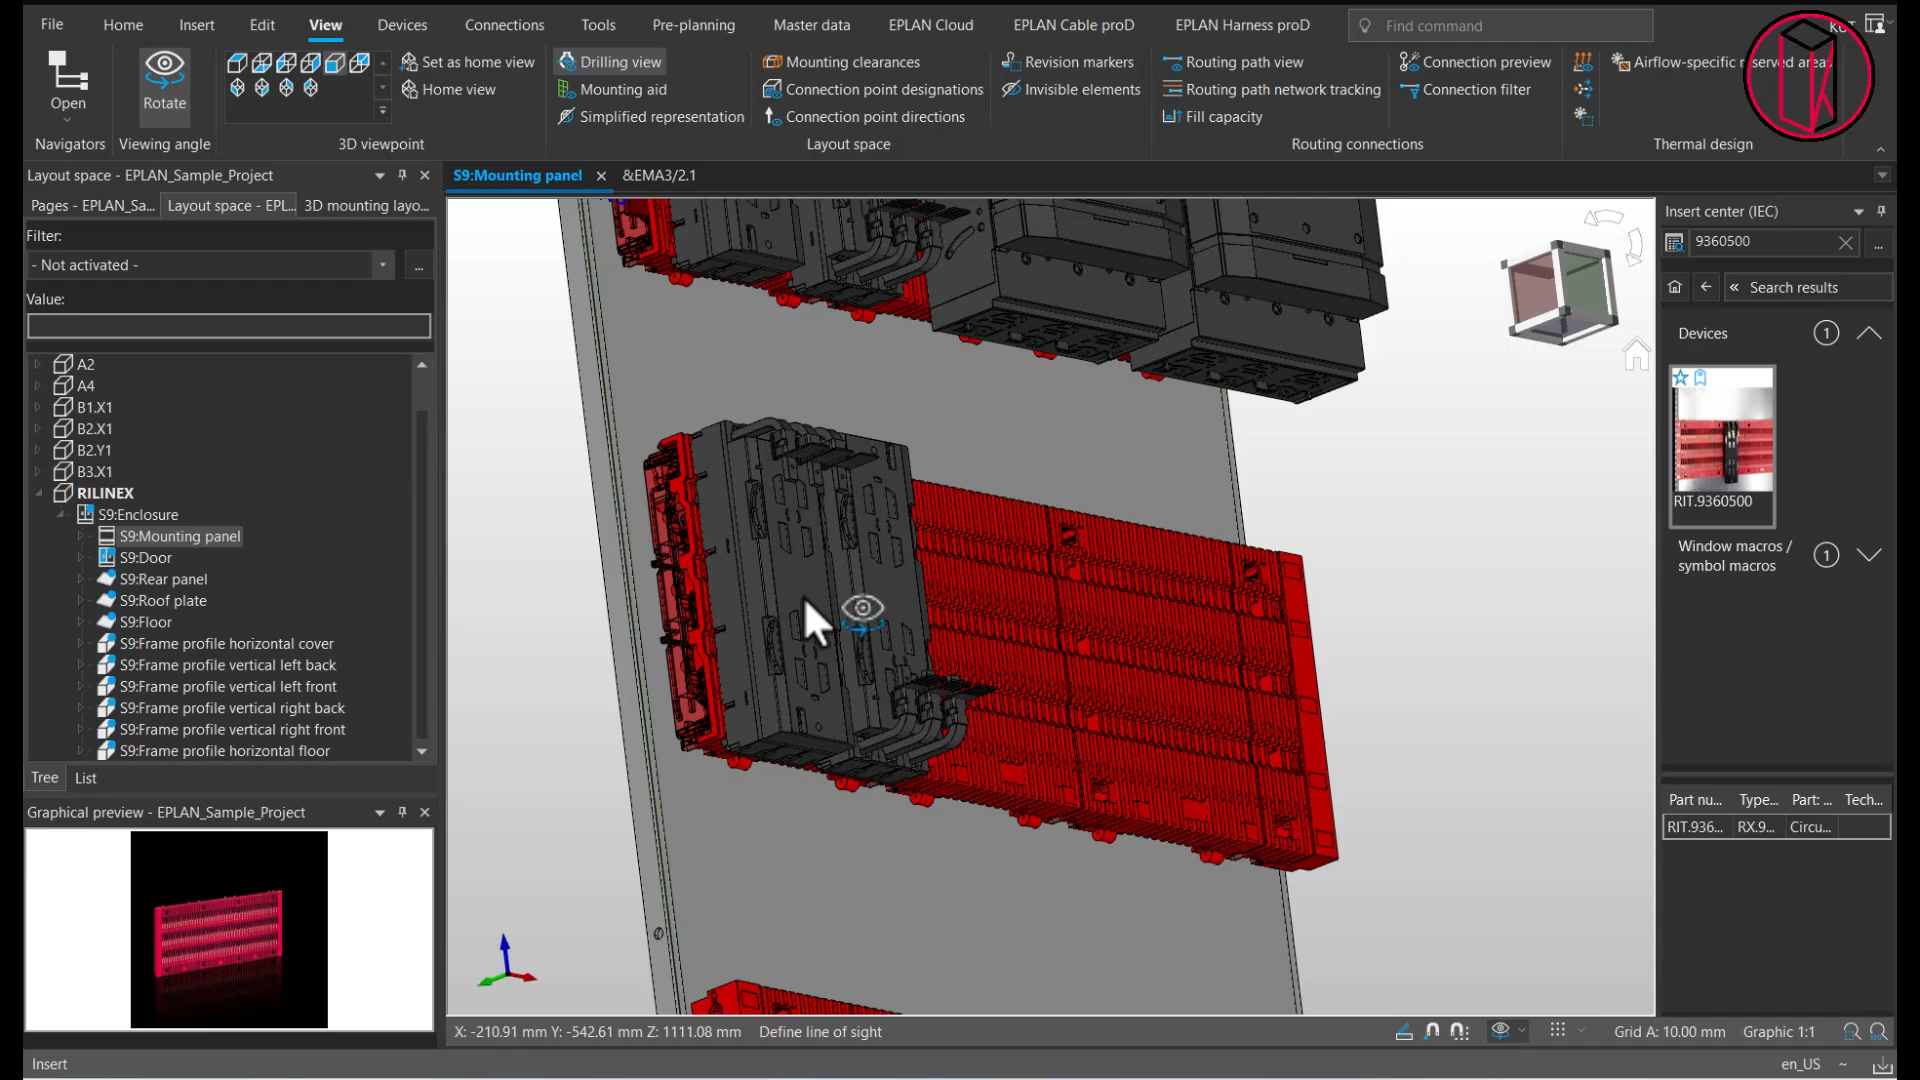 File Home Insert Edit View Devices Connections Tools Pre-planning Master data EPLAN Cloud EPLAN Cable proD EPLAN Harness proD Find command
Open
Rotate
Set as home view
Home view
Drilling view
Mounting aid
Simplified representation
Mounting clearances
Connection point designations
Connection point directions
Revision markers
Invisible elements
Routing path view
Routing path network tracking
Fill capacity
Connection preview
Connection filter
Airflow-specific
Navigators Viewing angle 3D viewpoint Layout space Routing connections Thermal design
Layout space - EPLAN_Sample_Project
Pages - EPLAN_Sa... Layout space - EPL... 3D mounting layo...
Filter:
- Not activated -
...
Value:
A2
A4
B1.X1
B2.X1
B2.Y1
B3.X1
RILINEX
S9:Enclosure
S9:Mounting panel
S9:Door
S9:Rear panel
S9:Roof plate
S9:Floor
S9:Frame profile horizontal cover
S9:Frame profile vertical left back
S9:Frame profile vertical left front
S9:Frame profile vertical right back
S9:Frame profile vertical right front
S9:Frame profile horizontal floor
Tree List
Graphical preview - EPLAN_Sample_Project
S9:Mounting panel &EMA3/2.1
Insert center (IEC)
9360500
...
« Search results
Devices 1
RIT.9360500
Window macros /
symbol macros
1
Part nu... Type... Part: ... Tech...
RIT.936... RX.9... Circu...
X: -210.91 mm Y: -542.61 mm Z: 1111.08 mm Define line of sight
Grid A: 10.00 mm Graphic 1:1
Insert
en_US ~